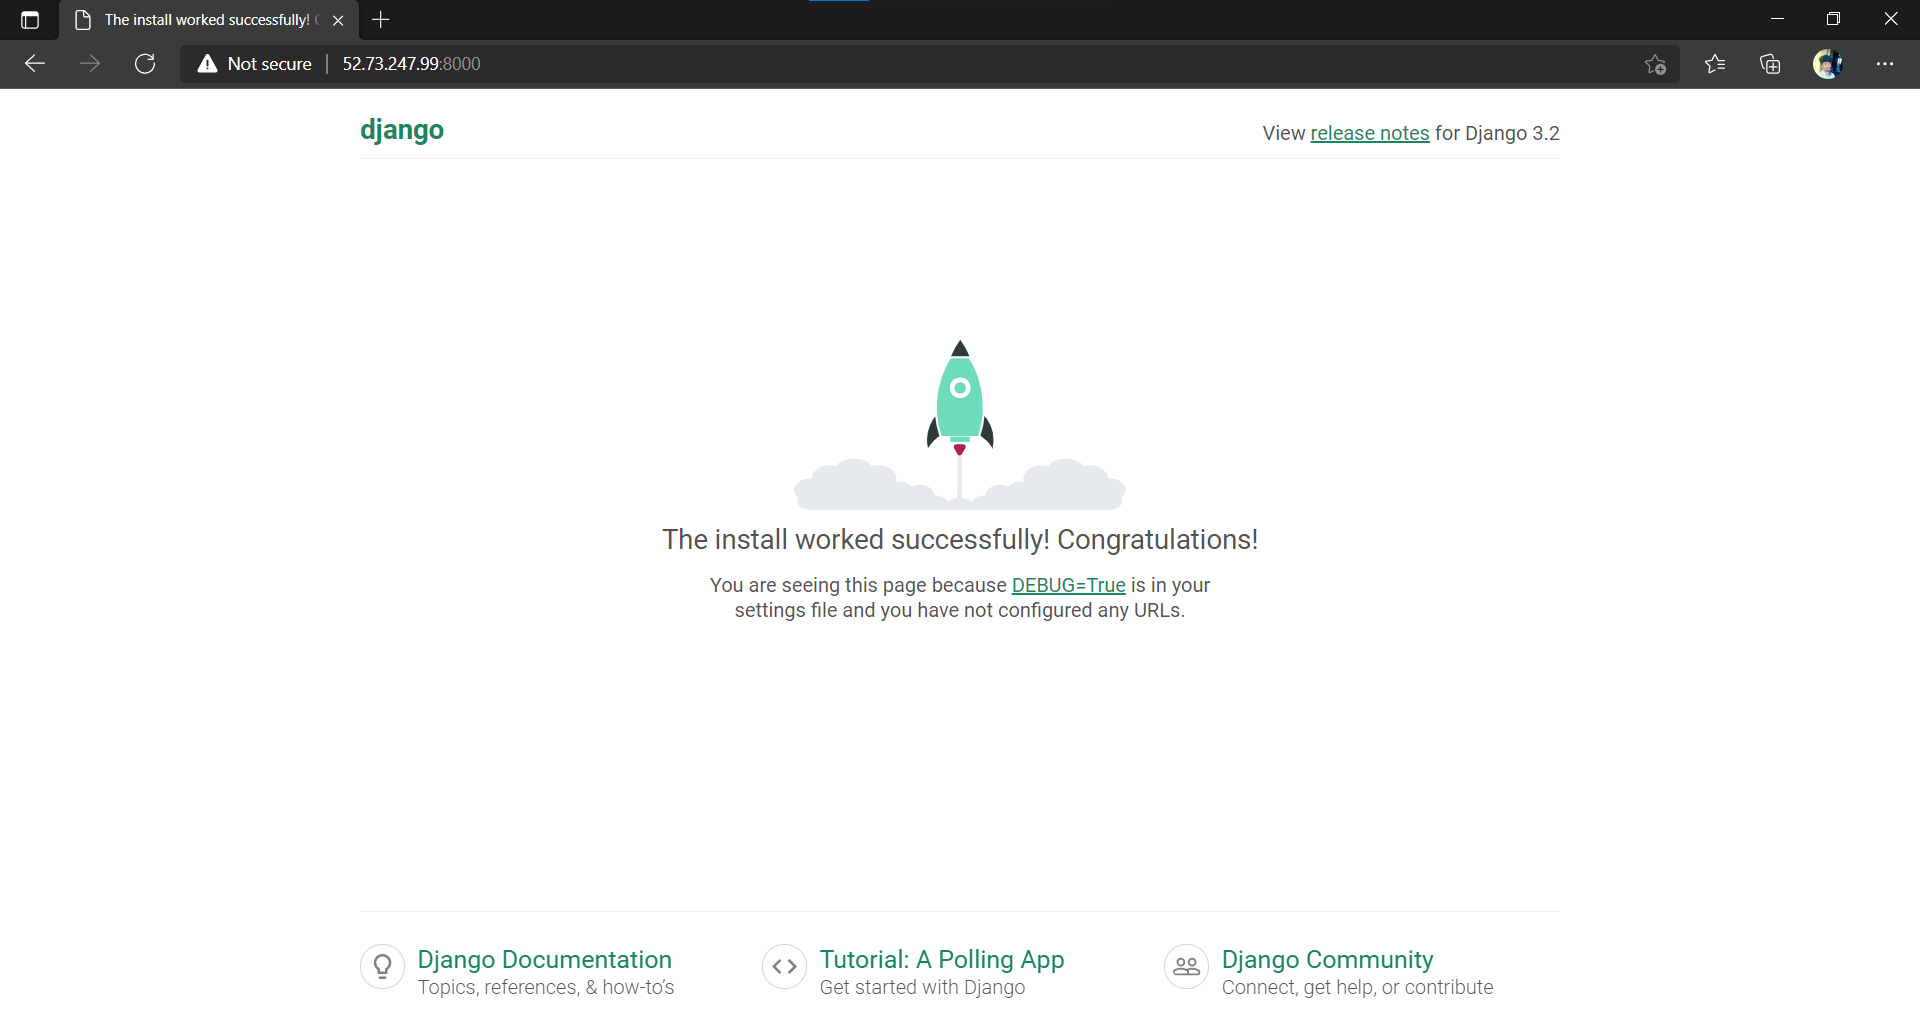 The install worked successfully!
Not secure
52.73.247.99:8000
django
View release notes for Django 3.2
The install worked successfully! Congratulations!
You are seeing this page because DEBUG=True is in your
settings file and you have not configured any URLs.
Django Documentation
Topics, references, & how-to's
Tutorial: A Polling App
Get started with Django
Django Community
Connect, get help, or contribute